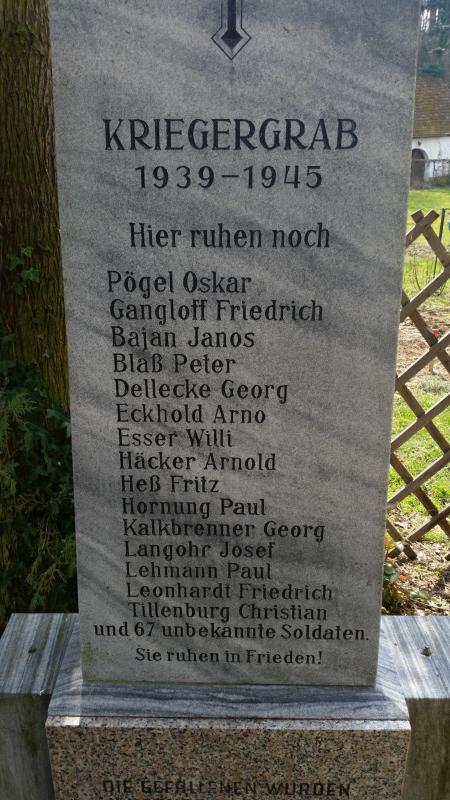 KRIEGERGRAB
1939-1945
Hier ruhen noch
Pögel Oskar
Gangloff Friedrich
Bajan Janos
Blaß Peter
Dellecke Georg
Eckhold Arno
Esser Willi
Häcker Arnold
Heß Fritz
Hornung Paul
Kalkbrenner Georg
Langohr Josef
Lehmann Paul
Leonhardt Friedrich
Tillenburg Christian
und 67 unbekannte Soldaten.
Sie ruhen in Frieden!
DIE GEFALLENEN WURDEN